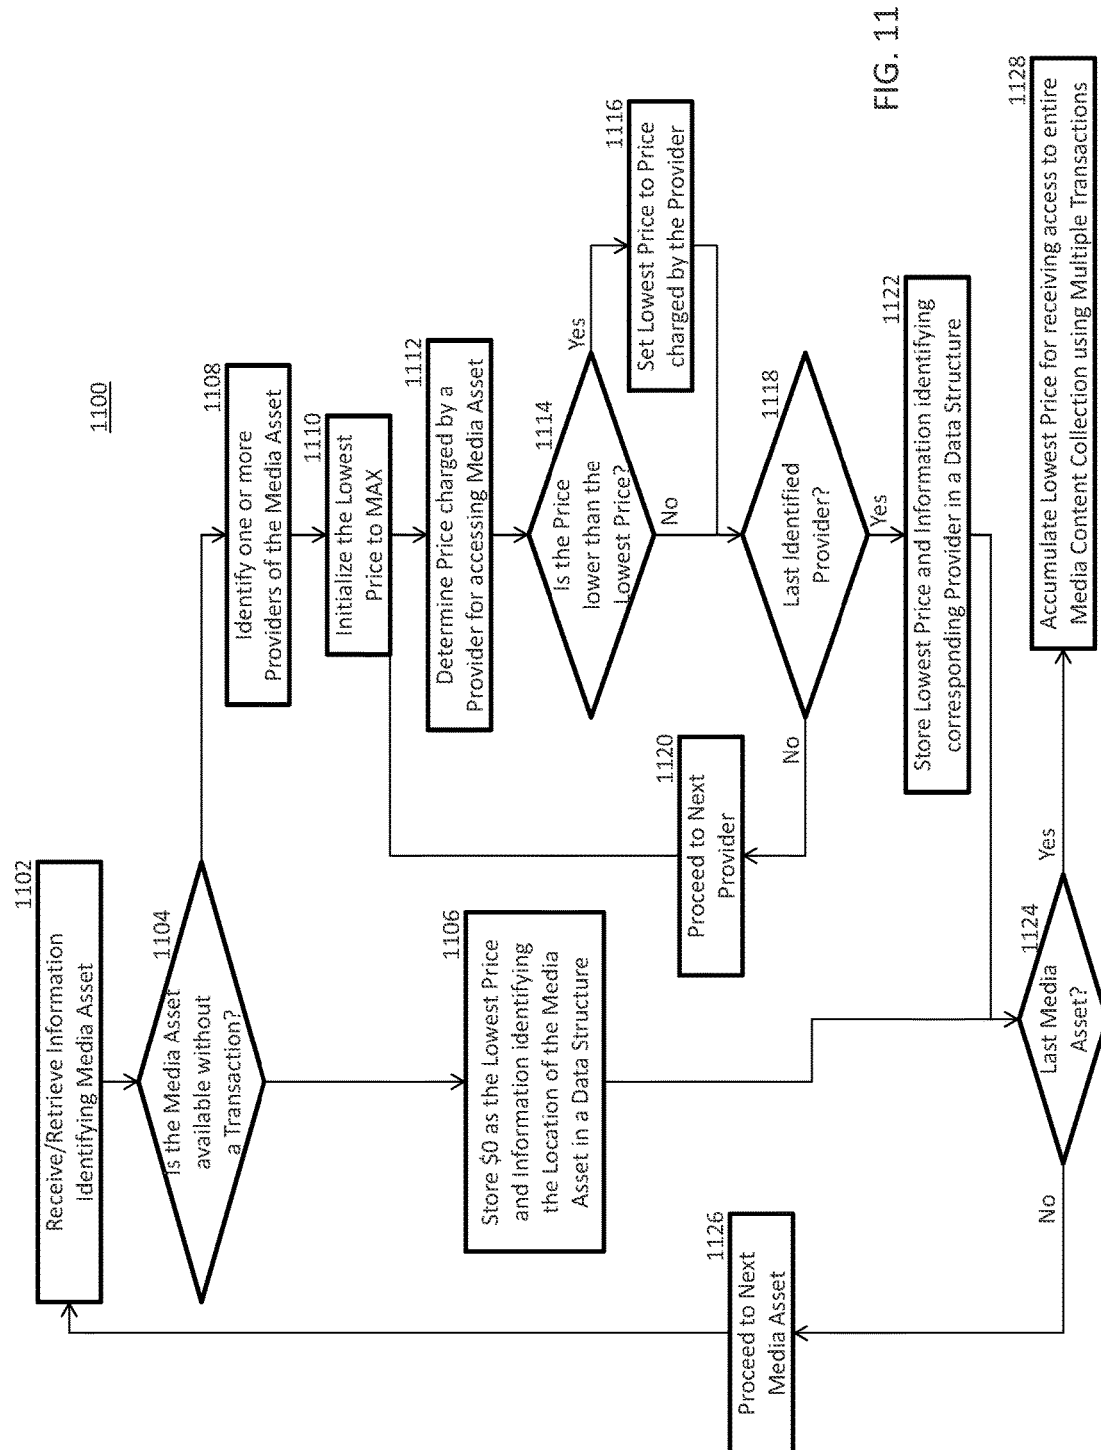 1100
1102
Receive/Retrieve Information
Identifying Media Asset
1104
Is the Media Asset
available without
a Transaction?
1106
Store $0 as the Lowest Price
and Information identifying
the Location of the Media
Asset in a Data Structure
1108
Identify one or more
Providers of the Media Asset
1110
Initialize the Lowest
Price to MAX
1112
Determine Price charged by a
Provider for accessing Media Asset
1114
Is the Price
lower than the
Lowest Price?
Yes
No
1116
Set Lowest Price to Price
charged by the Provider
1118
Last Identified
Provider?
No
Yes
1120
Proceed to Next
Provider
1122
Store Lowest Price and Information identifying
corresponding Provider in a Data Structure
1124
Last Media
Asset?
No
Yes
1126
Proceed to Next
Media Asset
1128
Accumulate Lowest Price for receiving access to entire
Media Content Collection using Multiple Transactions
FIG. 11